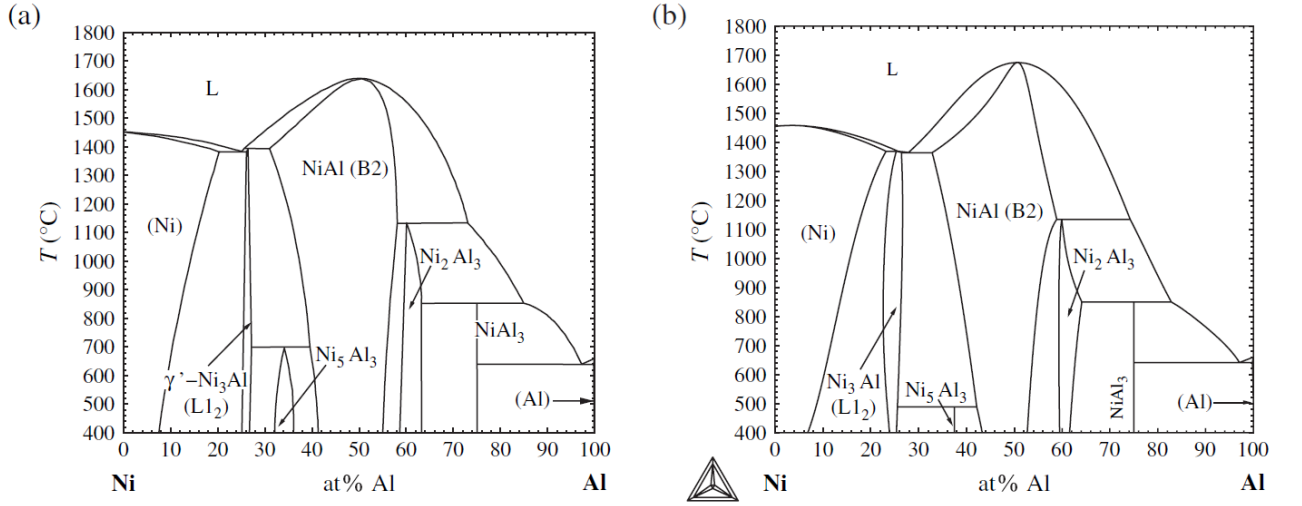 (a)
1800
1700
1600
1500
1400
1300
1200
1100
1000
900
800
700
600
500
400
T (°C)
L
NiAl (B2)
(Ni)
Ni2 Al3
NiAl3
Ni5 Al3
γ'–Ni3Al
(L12)
(Al)
0 10 20 30 40 50 60 70 80 90 100
Ni at% Al Al
(b)
1800
1700
1600
1500
1400
1300
1200
1100
1000
900
800
700
600
500
400
T (°C)
L
NiAl (B2)
(Ni)
Ni2 Al3
Ni3 Al
(L12)
Ni5 Al3
NiAl3
(Al)
0 10 20 30 40 50 60 70 80 90 100
Ni at% Al Al